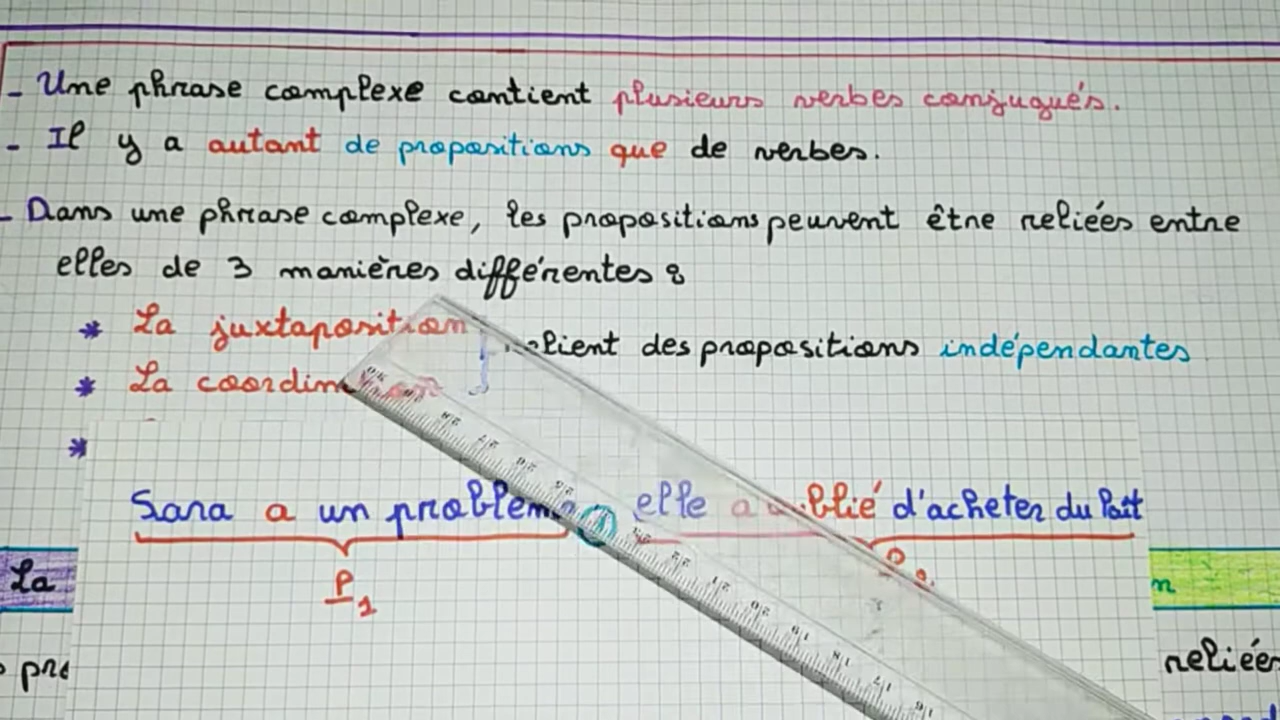 - Une phrase complexe contient plusieurs verbes conjugués.
- Il y a autant de propositions que de verbes.
- Dans une phrase complexe, les propositions peuvent être reliées entre
elles de 3 manières différentes :
* La juxtaposition
relient des propositions indépendantes
* La coordination
*
Sara a un problème, elle a oublié d'acheter du lait
P1
P2
La
reliées